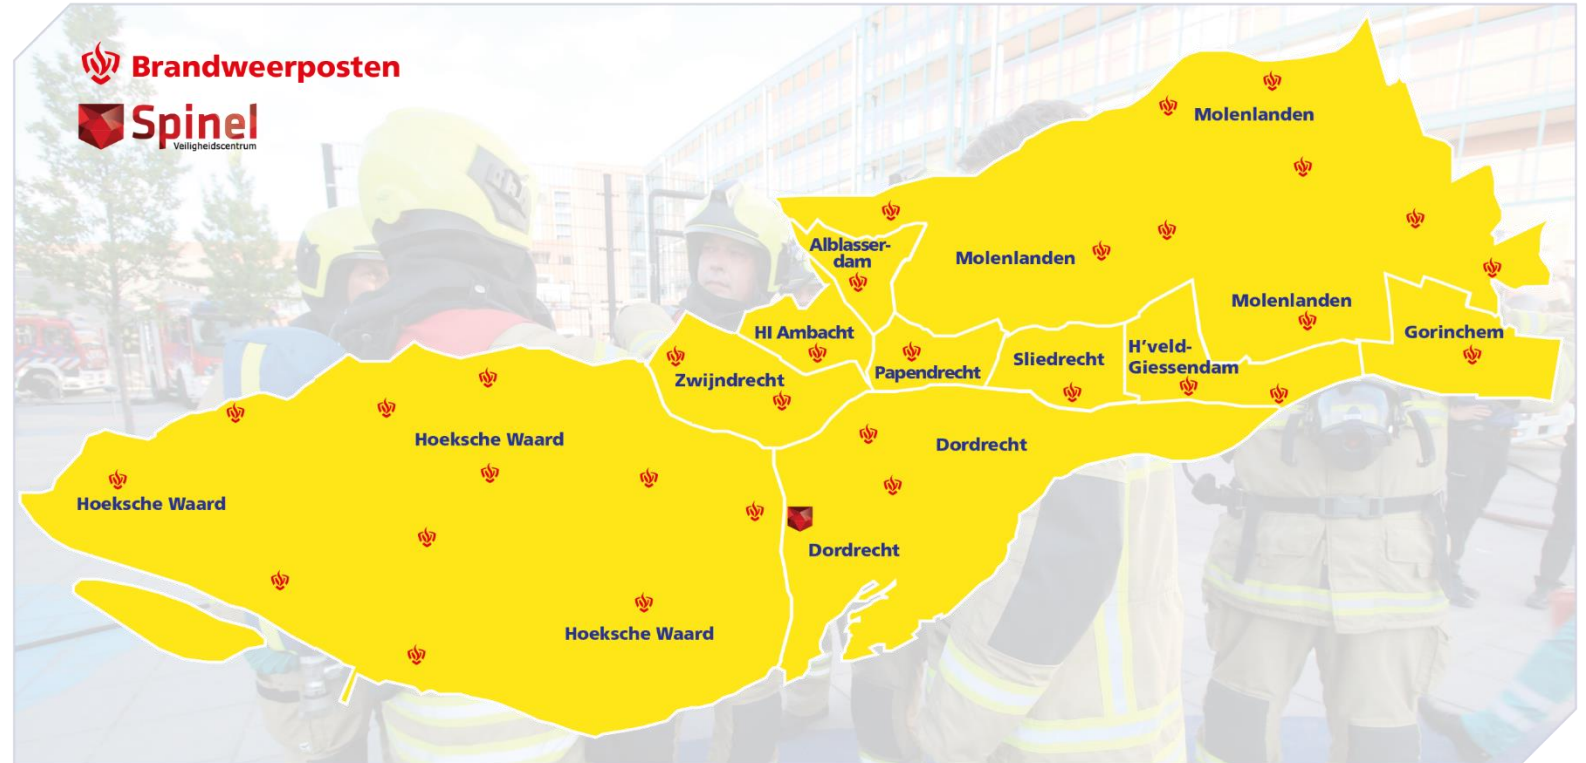 Brandweerposten
Spinel
Veiligheidscentrum
Molenlanden
Alblasser-
dam
Molenlanden
Molenlanden
Gorinchem
HI Ambacht
H'veld-
Giessendam
Sliedrecht
Papendrecht
Zwijndrecht
Hoeksche Waard
Dordrecht
Hoeksche Waard
Dordrecht
Hoeksche Waard